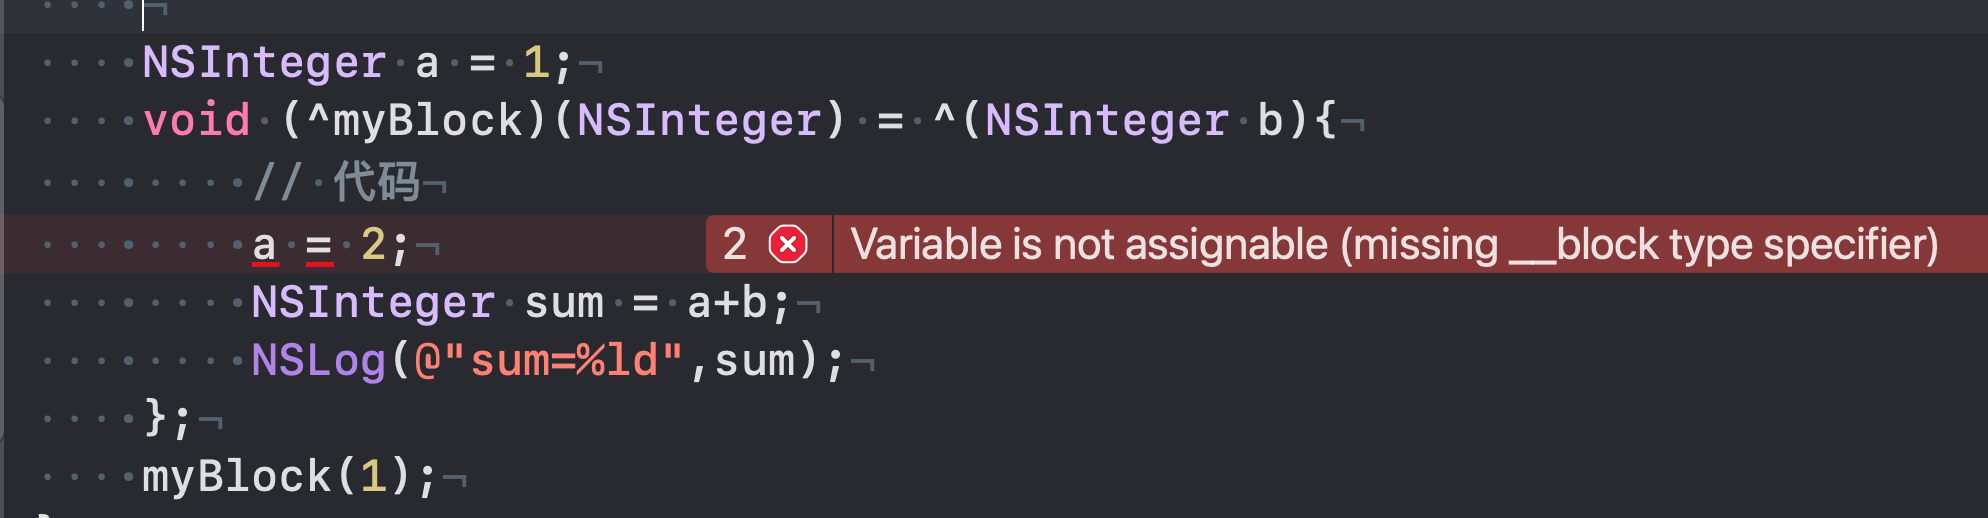 NSInteger a = 1;
void (^myBlock)(NSInteger) = ^(NSInteger b){
// 代码
a = 2; 2 Variable is not assignable (missing __block type specifier)
NSInteger sum = a+b;
NSLog(@"sum=%ld",sum);
};
myBlock(1);